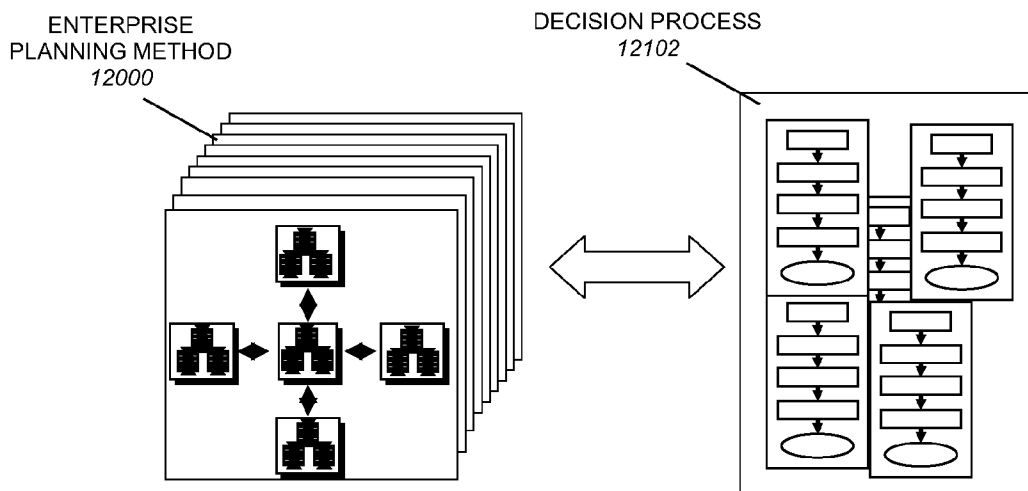 ENTERPRISE
PLANNING METHOD
12000
DECISION PROCESS
12102